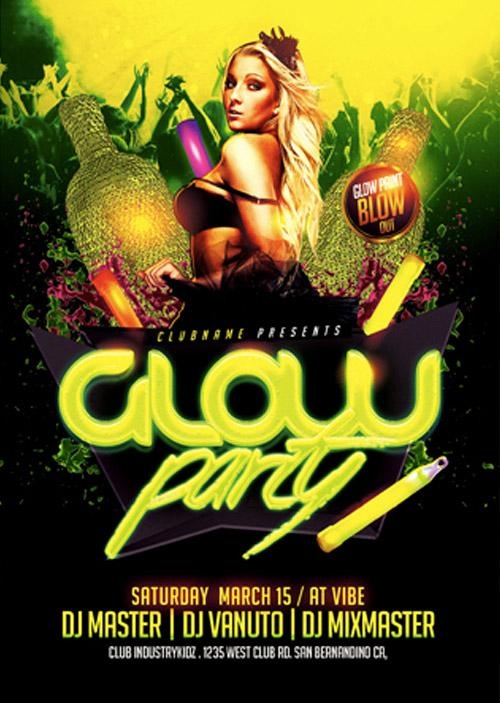 GLOW PAINT
BLOW
OUT
CLUBNAME PRESENTS
GLOW
party
SATURDAY MARCH 15 / AT VIBE
DJ MASTER | DJ VANUTO | DJ MIXMASTER
CLUB INDUSTRYKIDZ . 1235 WEST CLUB RD. SAN BERNANDINO CA,